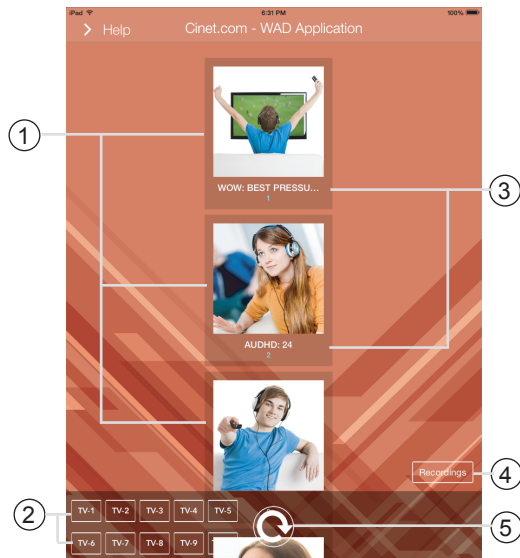 iPad 6:31 PM 100%
Help Cinet.com - WAD Application
1
WOW: BEST PRESSU...
1
3
AUDHD: 24
2
Recordings 4
2 TV-1 TV-2 TV-3 TV-4 TV-5
5
TV-6 TV-7 TV-8 TV-9